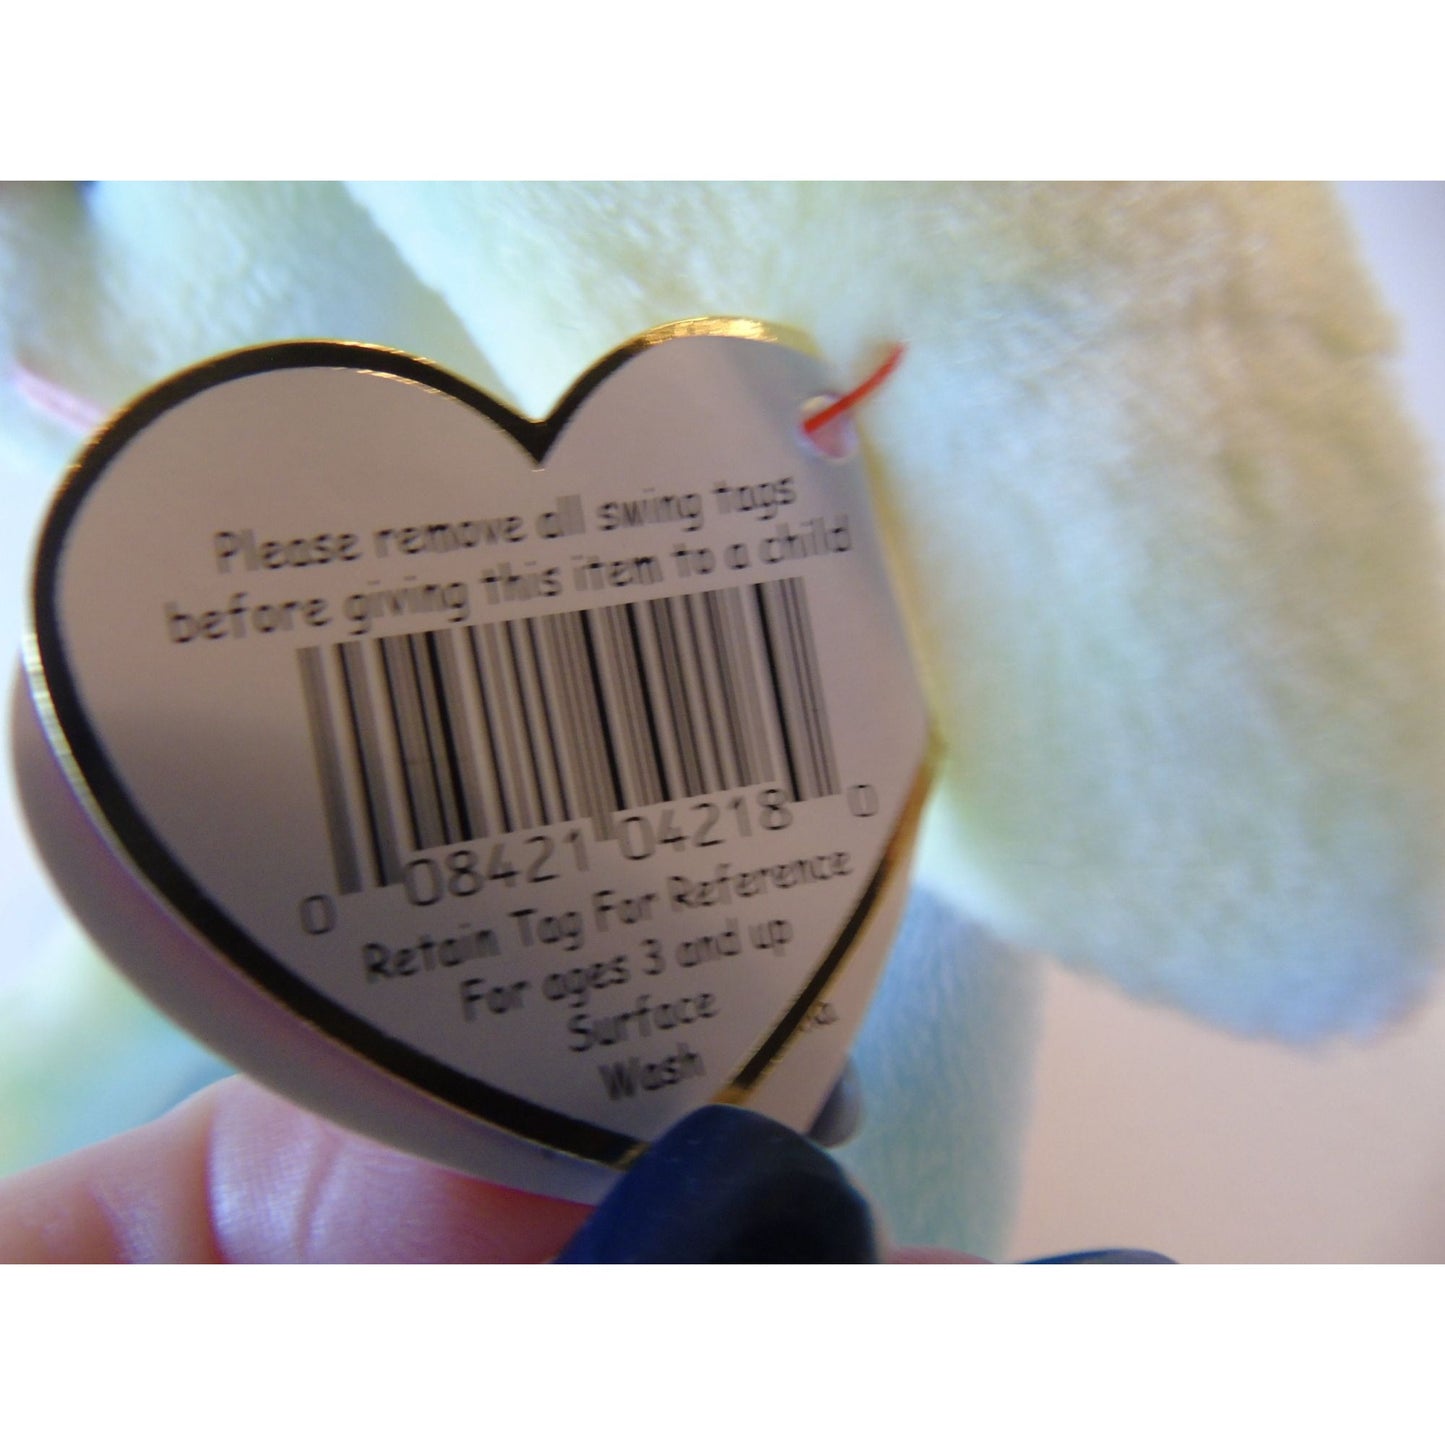 Please remove all swing tags
before giving this item to a child
0 08421 04218 0
Retain Tag For Reference
For ages 3 and up
Surface
Wash